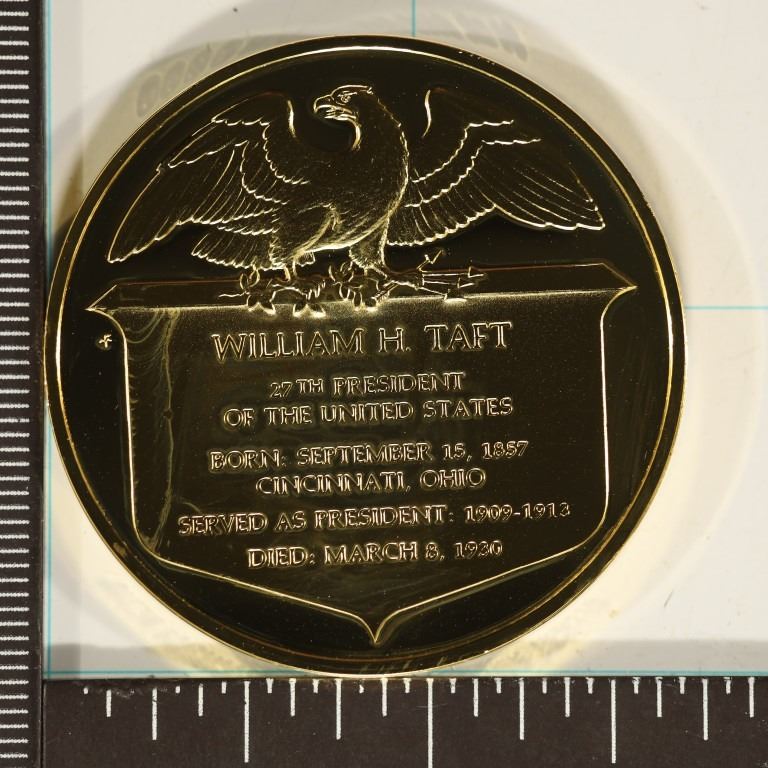 WILLIAM H. TAFT
27TH PRESIDENT
OF THE UNITED STATES
BORN: SEPTEMBER 15, 1857
CINCINNATI, OHIO
SERVED AS PRESIDENT: 1909-1913
DIED: MARCH 8, 1930